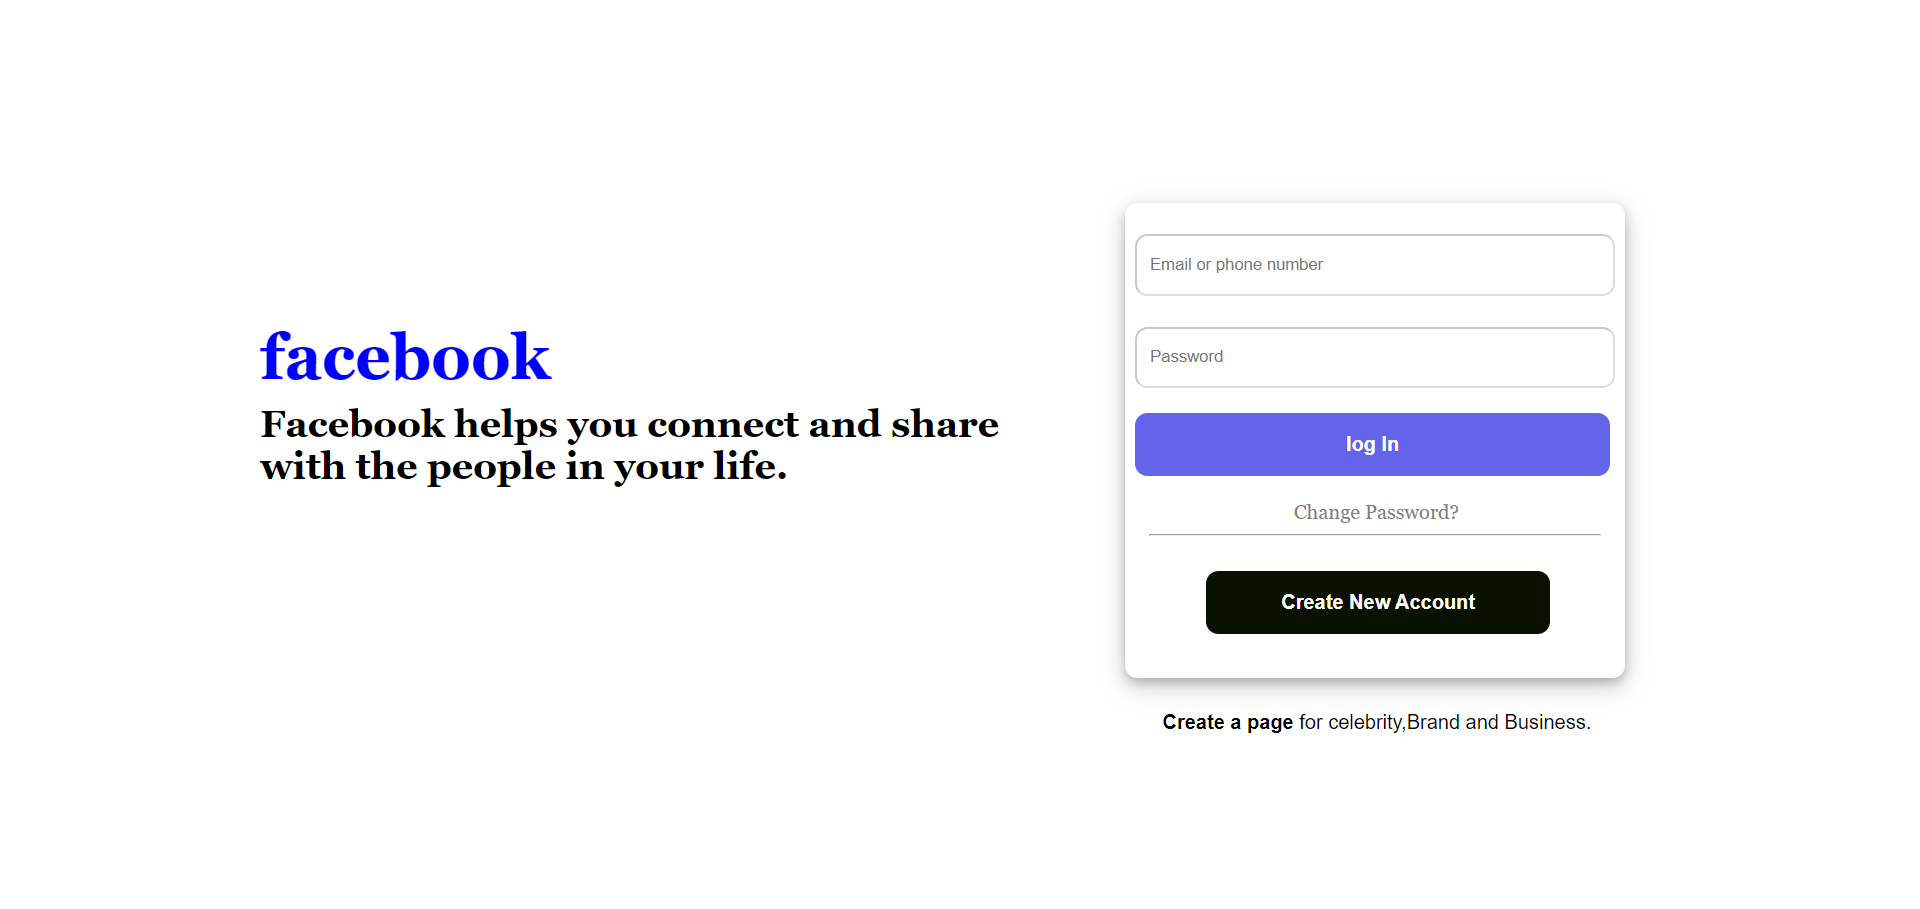 facebook
Facebook helps you connect and share
with the people in your life.
Email or phone number
Password
log In
Change Password?
Create New Account
Create a page for celebrity,Brand and Business.